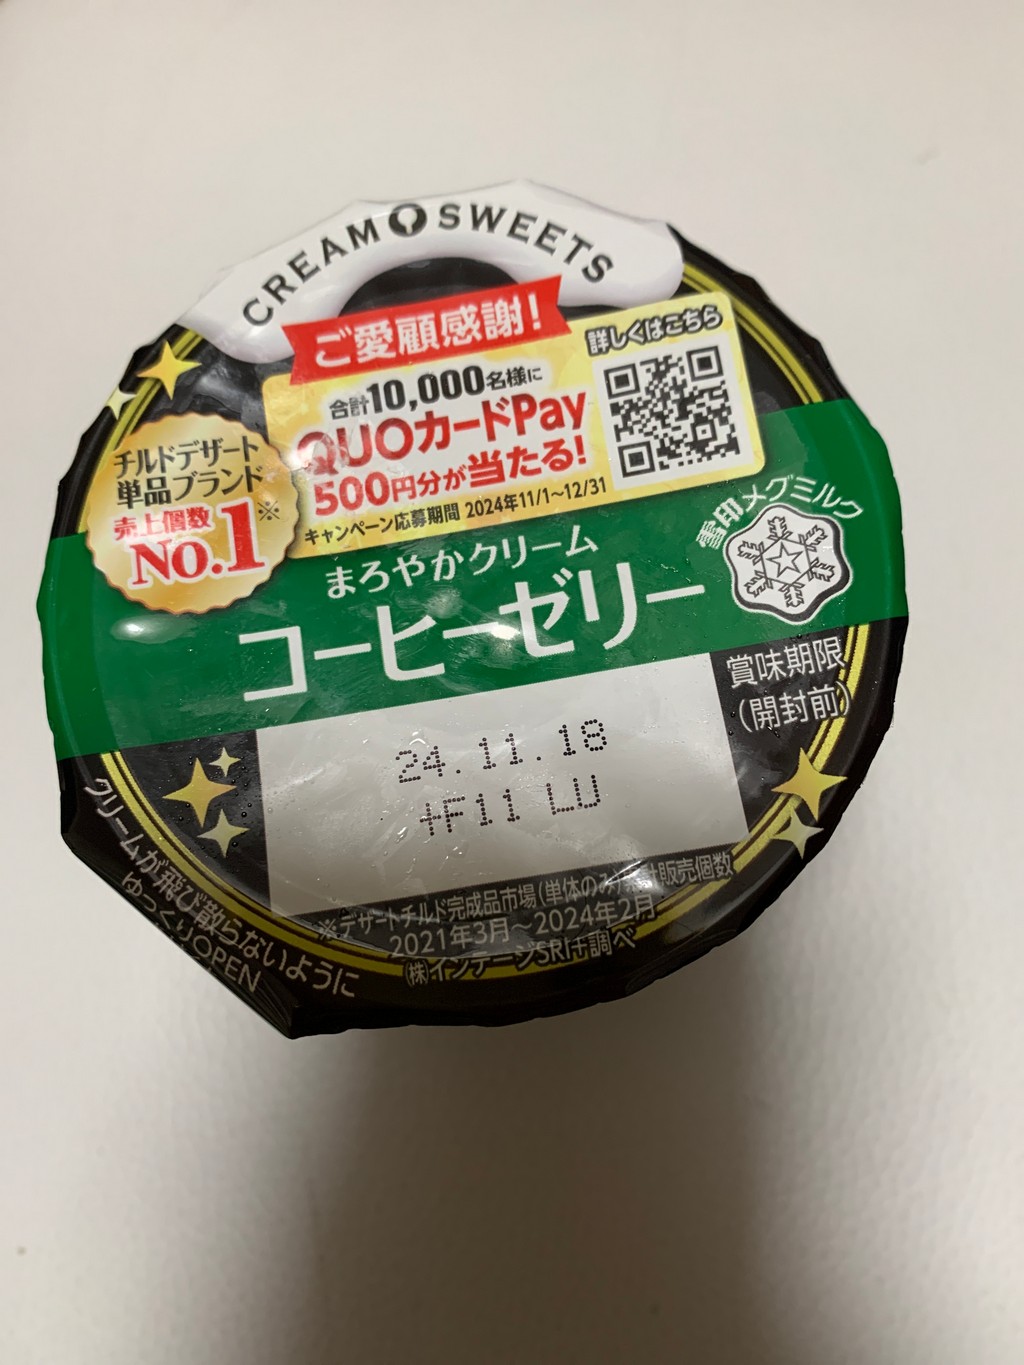 CREAM SWEETS
ご愛顧感謝!
合計10,000名様に
QUOカードPay
500円分が当たる!
キャンペーン応募期間 2024年11/1～12/31
詳しくはこちら
チルドデザート
単品ブランド
売上個数
No.1※
雪印メグミルク
まろやかクリーム
コーヒーゼリー
賞味期限
(開封前)
24.11.18
+F11 LU
※デザートチルド完成品市場(単体のみ)累計販売個数
2021年3月～2024年2月
㈱インテージSRI+調べ
クリームが飛び散らないように
ゆっくりOPEN